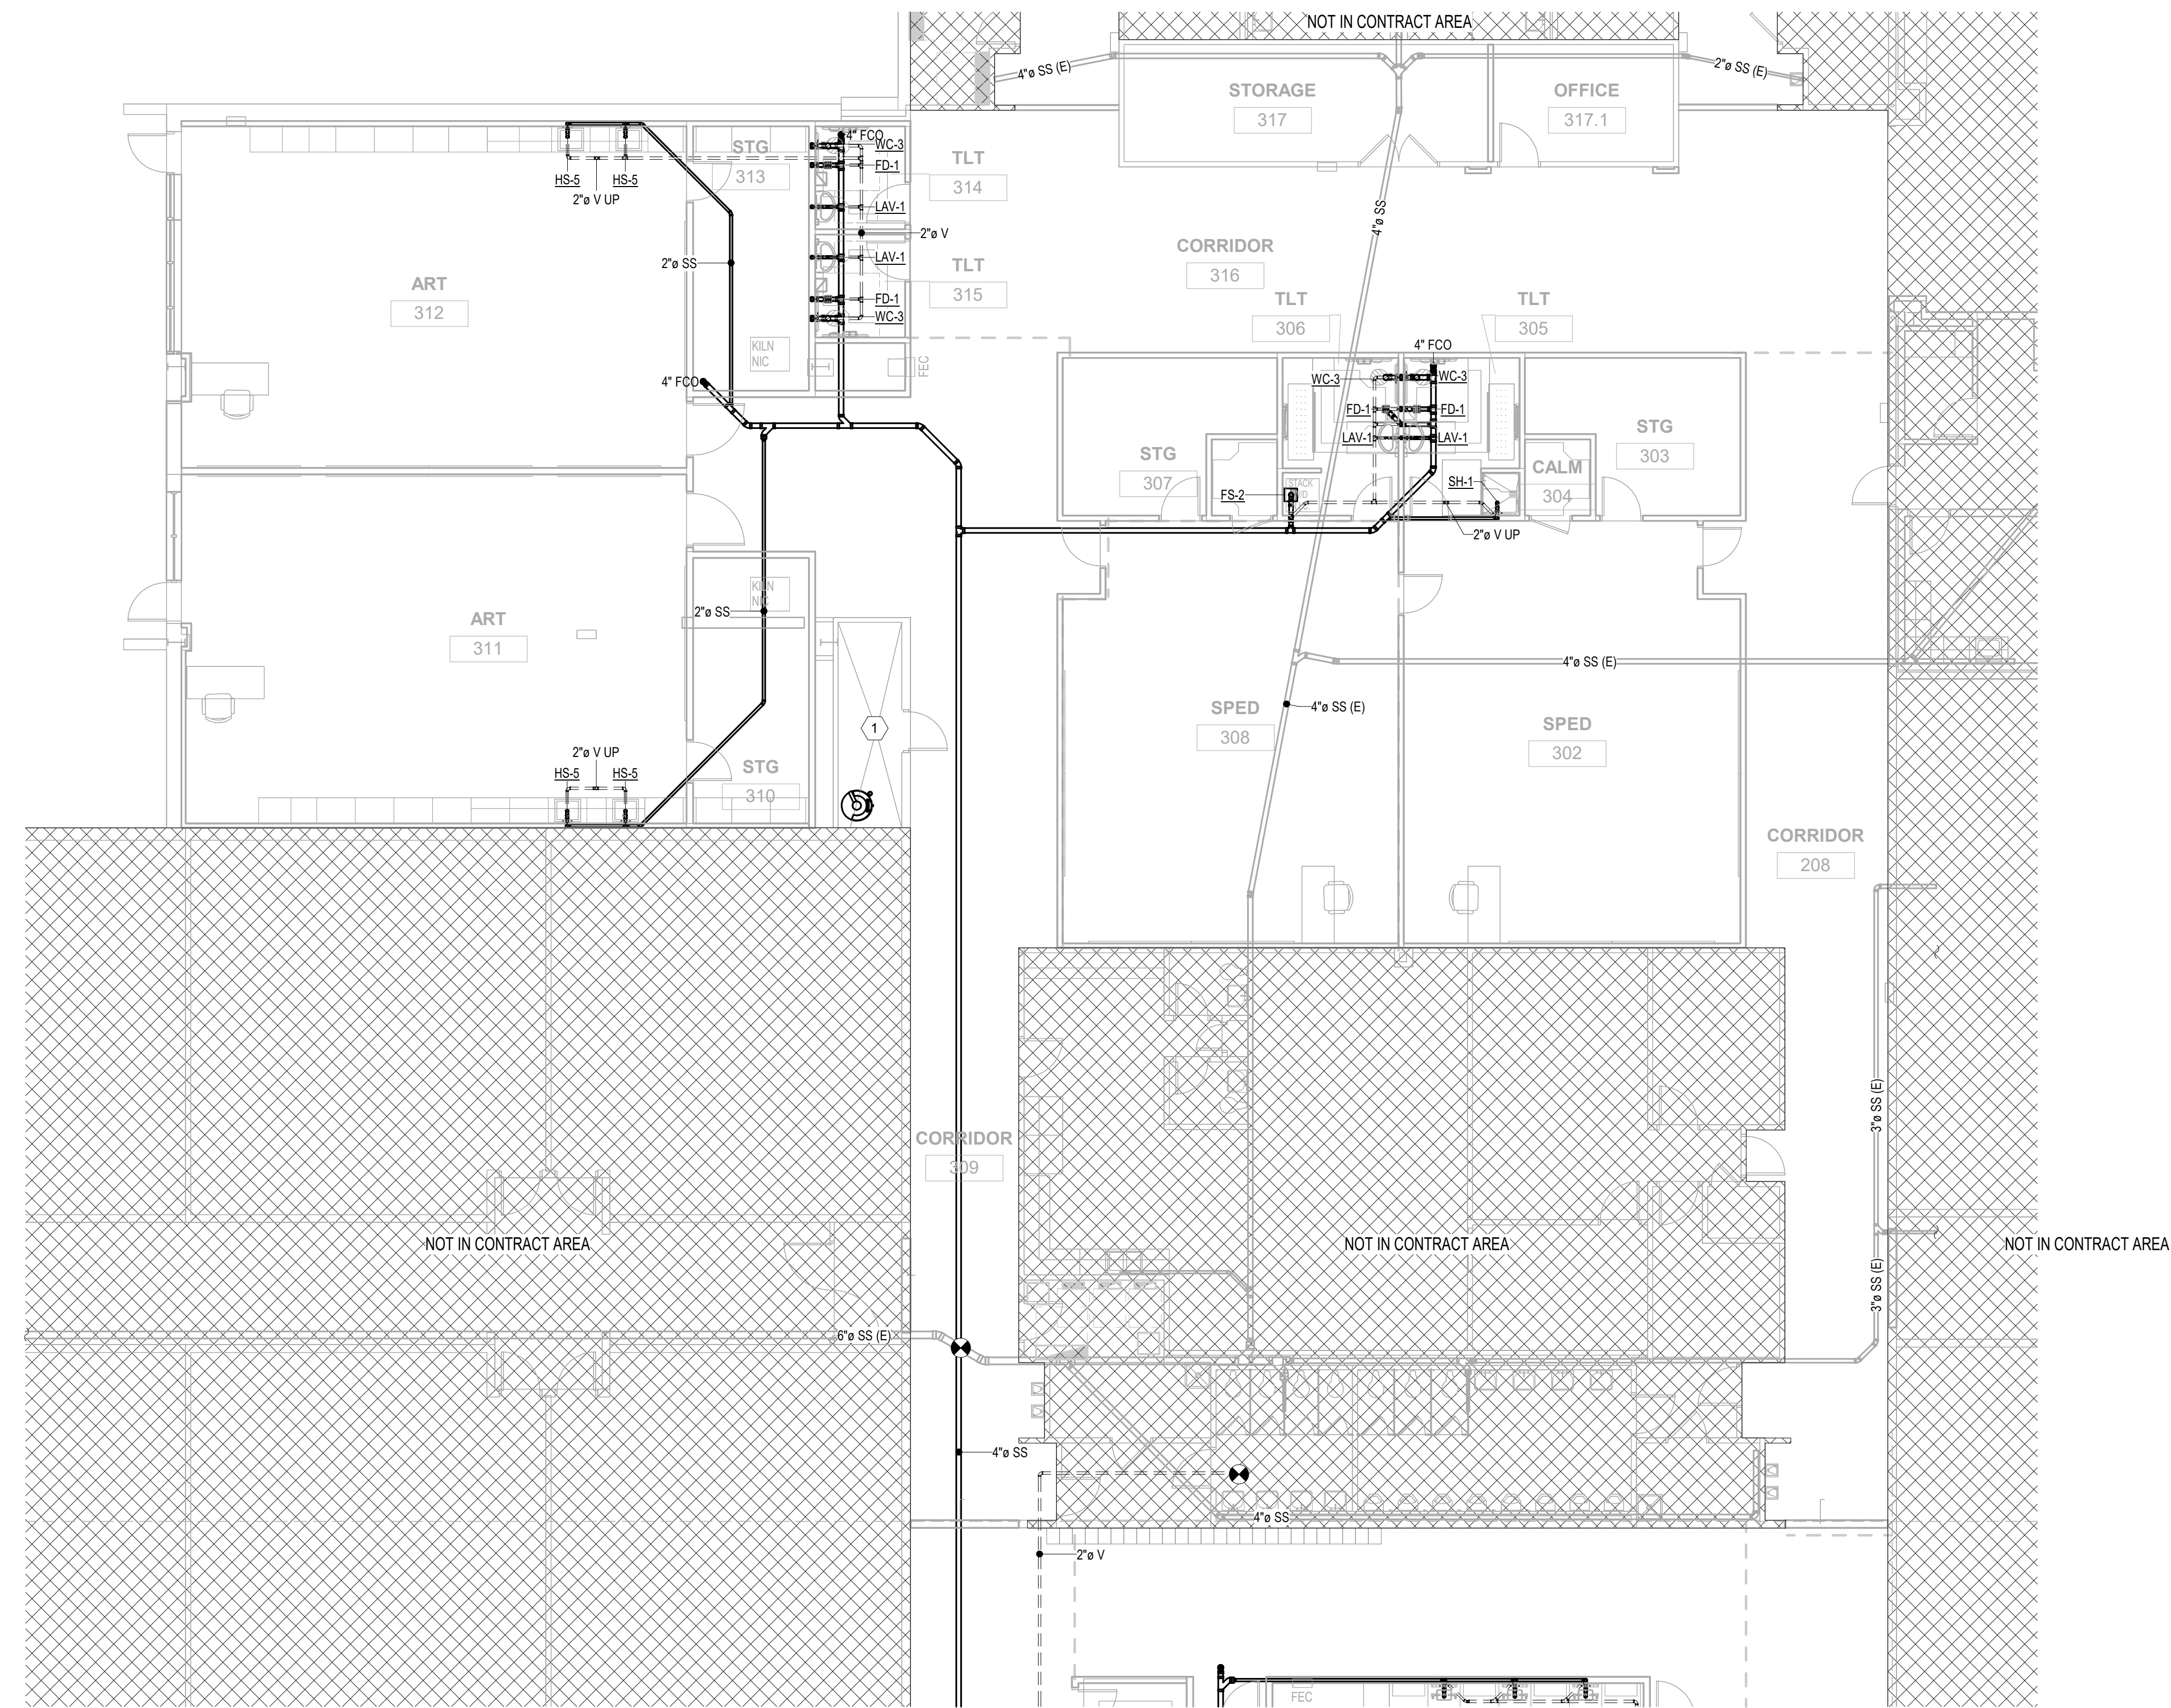 NOT IN CONTRACT AREA
4"ø SS (E)
2"ø SS (E)
STORAGE
317
OFFICE
317.1
4" FCO
WC-3
STG
313
FD-1
TLT
314
HS-5
HS-5
2"ø V UP
LAV-1
4"ø SS
2"ø V
CORRIDOR
316
2"ø SS
LAV-1
TLT
315
ART
312
FD-1
WC-3
TLT
306
TLT
305
KILN
NIC
FEC
4" FCO
4" FCO
WC-3
WC-3
FD-1
FD-1
LAV-1
LAV-1
STG
307
STG
303
CALM
304
STACK
FS-2
SH-1
2"ø V UP
KILN
NIC
2"ø SS
ART
311
4"ø SS (E)
4"ø SS (E)
SPED
308
SPED
302
1
2"ø V UP
HS-5
HS-5
STG
310
CORRIDOR
208
3"ø SS (E)
CORRIDOR
309
NOT IN CONTRACT AREA
NOT IN CONTRACT AREA
NOT IN CONTRACT AREA
3"ø SS (E)
6"ø SS (E)
4"ø SS
4"ø SS
2"ø V
FEC